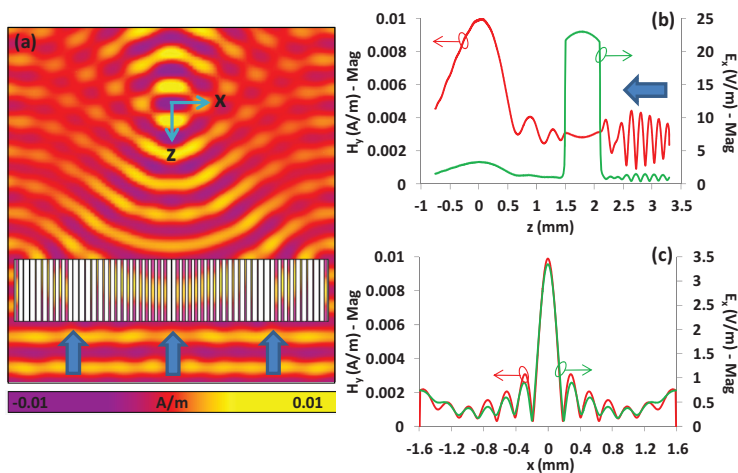 (a)
x
z
-0.01 A/m 0.01
(b)
0.01
0.008
0.006
0.004
0.002
0
H_y (A/m) - Mag
25
20
15
10
5
0
E_x (V/m) - Mag
-1 -0.5 0 0.5 1 1.5 2 2.5 3 3.5
z (mm)
(c)
0.01
0.008
0.006
0.004
0.002
0
H_y (A/m) - Mag
3.5
3
2.5
2
1.5
1
0.5
0
E_x (V/m) - Mag
-1.6 -1.2 -0.8 -0.4 0 0.4 0.8 1.2 1.6
x (mm)